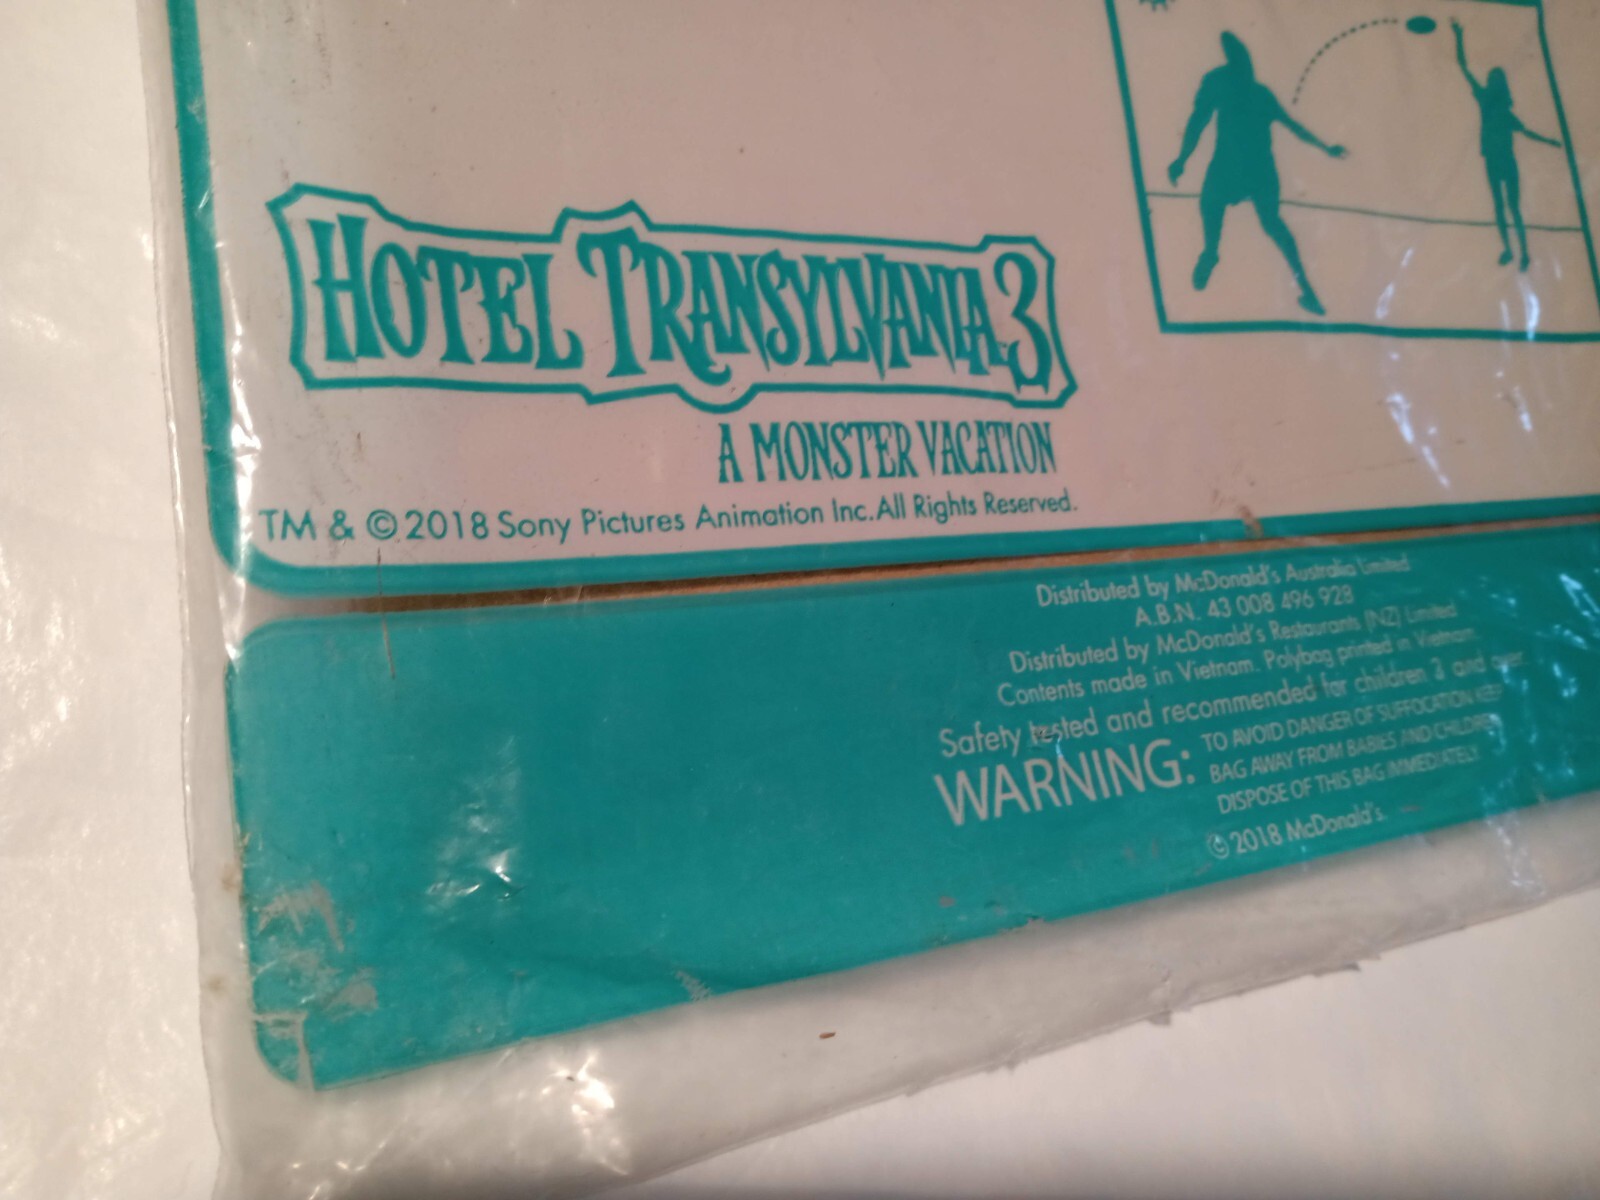 HOTEL TRANSYLVANIA 3
A MONSTER VACATION
TM & © 2018 Sony Pictures Animation Inc. All Rights Reserved.
Distributed by McDonald's Australia Limited
A.B.N. 43 008 496 928
Distributed by McDonald's Restaurants (NZ) Limited
Contents made in Vietnam. Polybag printed in Vietnam.
Safety tested and recommended for children 3 and over.
WARNING: TO AVOID DANGER OF SUFFOCATION KEEP
BAG AWAY FROM BABIES AND CHILDREN
DISPOSE OF THIS BAG IMMEDIATELY
© 2018 McDonald's.